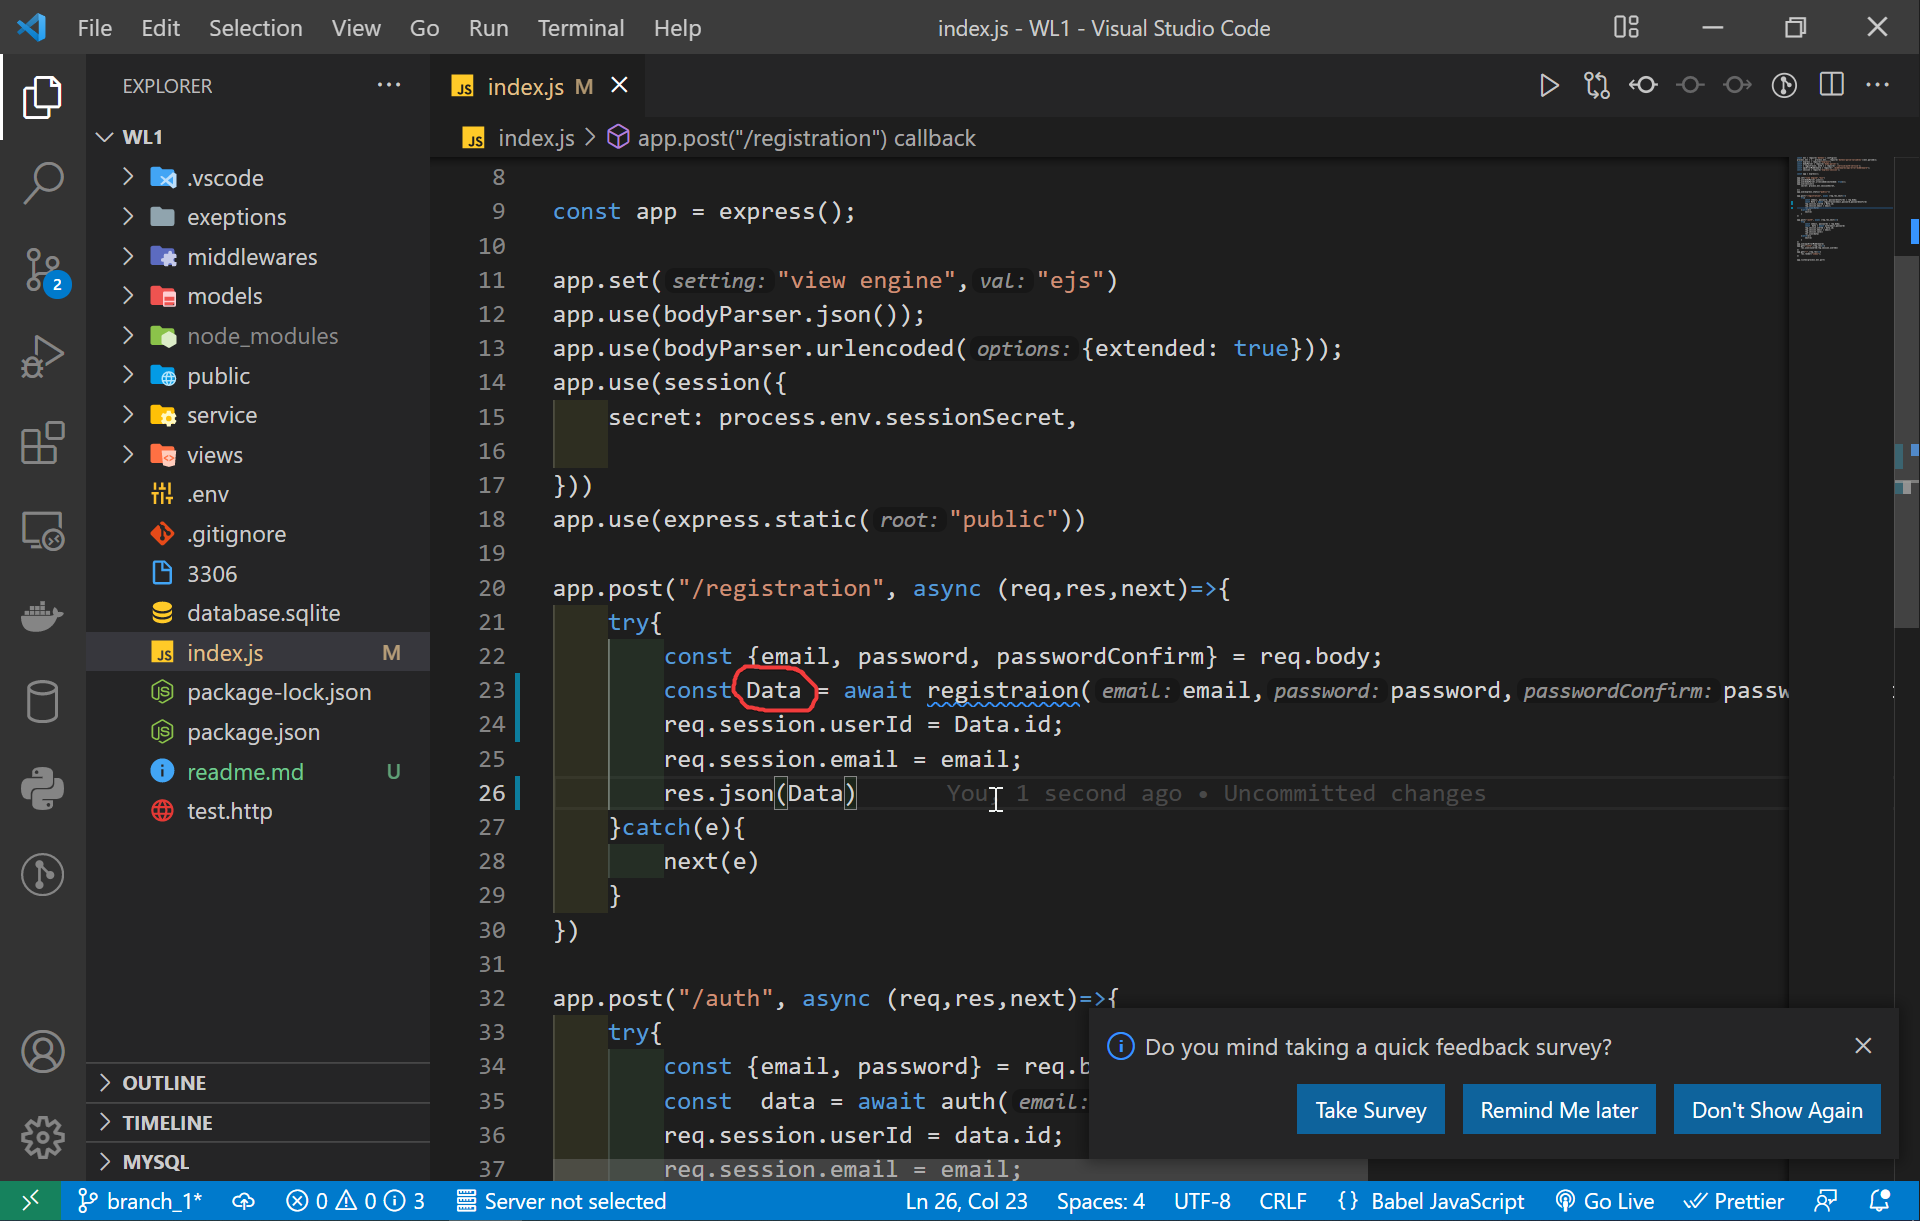 File Edit Selection View Go Run Terminal Help
index.js - WL1 - Visual Studio Code
EXPLORER
WL1
.vscode
exeptions
middlewares
models
node_modules
public
service
views
.env
.gitignore
3306
database.sqlite
index.js M
package-lock.json
package.json
readme.md U
test.http
OUTLINE
TIMELINE
MYSQL
2
JS index.js M
JS index.js > app.post("/registration") callback
8
9 const app = express();
10
11 app.set( setting: "view engine", val: "ejs")
12 app.use(bodyParser.json());
13 app.use(bodyParser.urlencoded( options: {extended: true}));
14 app.use(session({
15 secret: process.env.sessionSecret,
16
17 }))
18 app.use(express.static( root: "public"))
19
20 app.post("/registration", async (req,res,next)=>{
21 try{
22 const {email, password, passwordConfirm} = req.body;
23 const Data = await registraion( email: email, password: password, passwordConfirm: passw
24 req.session.userId = Data.id;
25 req.session.email = email;
26 res.json(Data) You, 1 second ago • Uncommitted changes
27 }catch(e){
28 next(e)
29 }
30 })
31
32 app.post("/auth", async (req,res,next)=>{
33 try{
34 const {email, password} = req.b
35 const data = await auth( email:
36 req.session.userId = data.id;
37 req.session.email = email;
Do you mind taking a quick feedback survey?
Take Survey Remind Me later Don't Show Again
branch_1* 0 0 3 Server not selected Ln 26, Col 23 Spaces: 4 UTF-8 CRLF {} Babel JavaScript Go Live Prettier